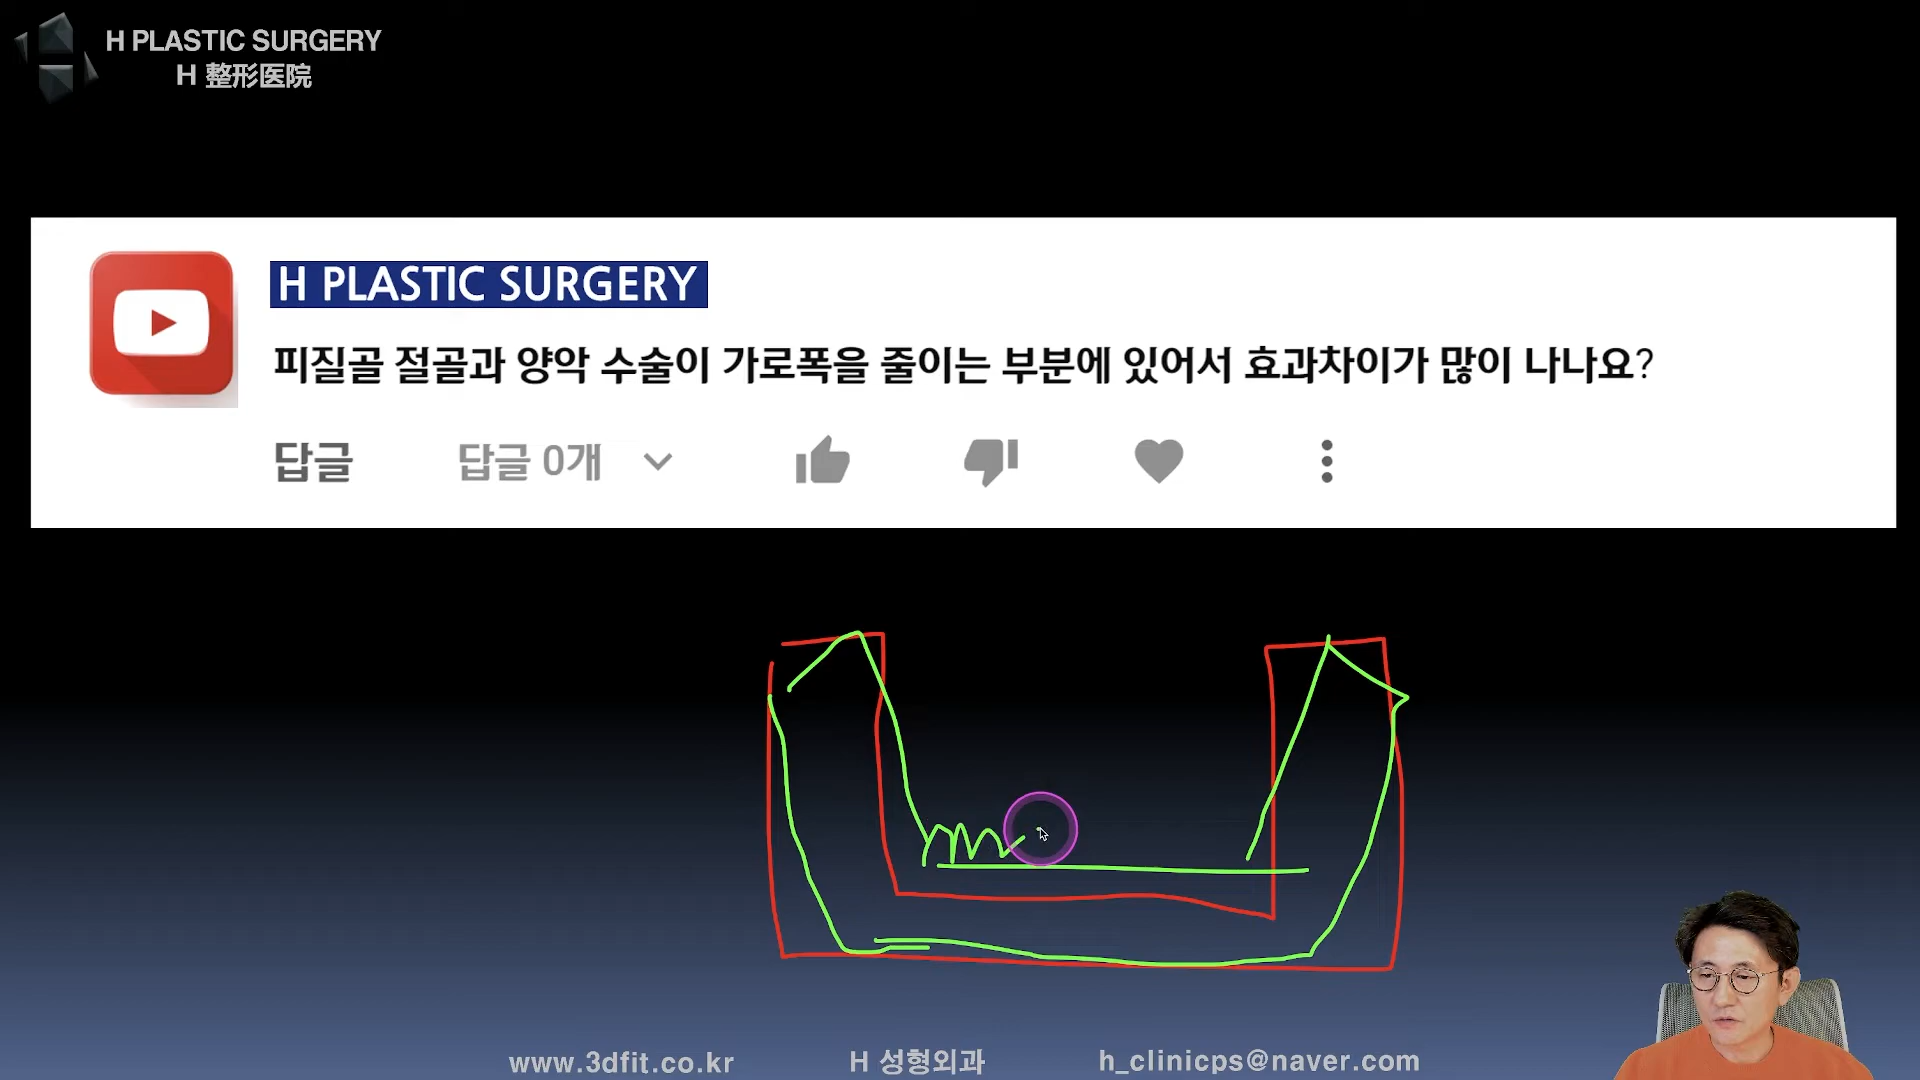 H PLASTIC SURGERY
H 整形医院
H PLASTIC SURGERY
피질골 절골과 양악 수술이 가로폭을 줄이는 부분에 있어서 효과차이가 많이 나나요?
답글 답글 0개
www.3dfit.co.kr H 성형외과 h_clinicps@naver.com